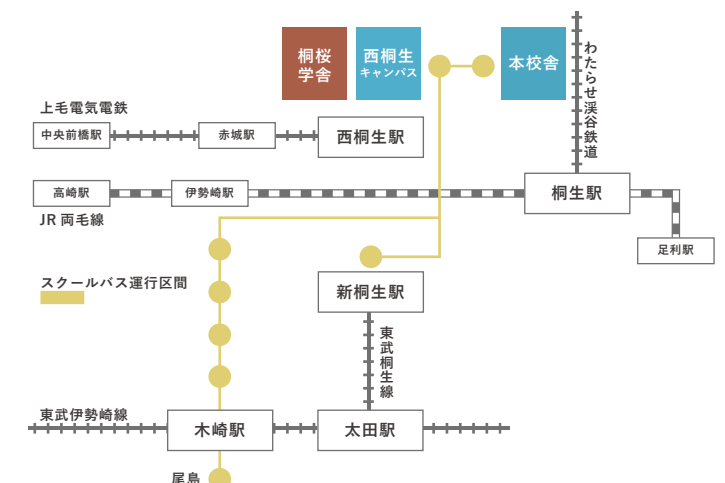 桐桜
学舎
西桐生
キャンパス
本校舎
わたらせ渓谷鉄道
上毛電気電鉄
中央前橋駅
赤城駅
西桐生駅
高崎駅
伊勢崎駅
桐生駅
JR 両毛線
足利駅
スクールバス運行区間
新桐生駅
東武桐生線
東武伊勢崎線
木崎駅
太田駅
尾島